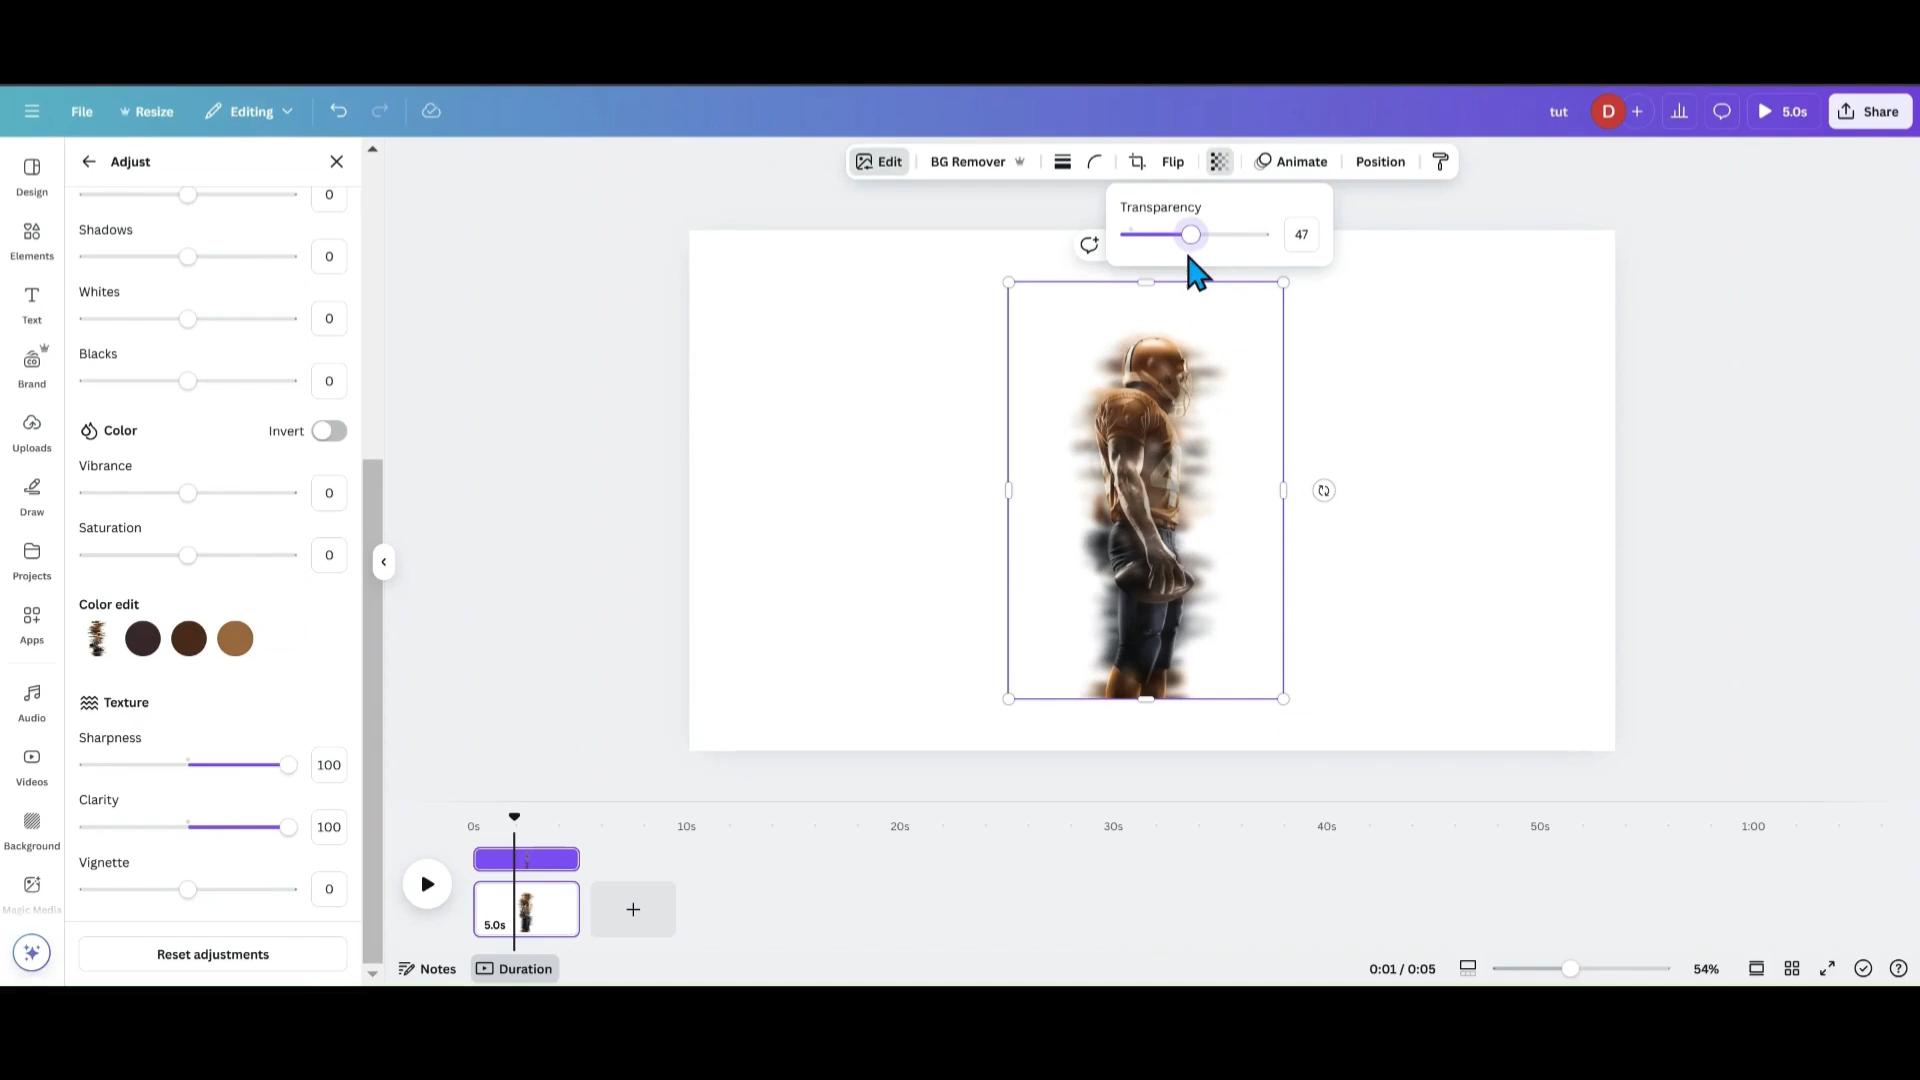 File Resize Editing tut D + 5.0s Share
Design
Elements
Text
Brand
Uploads
Draw
Projects
Apps
Audio
Videos
Background
Magic Media
Adjust
0
Shadows
0
Whites
0
Blacks
0
Color Invert
Vibrance
0
Saturation
0
Color edit
Texture
Sharpness
100
Clarity
100
Vignette
0
Reset adjustments
Edit BG Remover Flip Animate Position
Transparency
47
0s 10s 20s 30s 40s 50s 1:00
5.0s
+
Notes Duration 0:01 / 0:05 54%